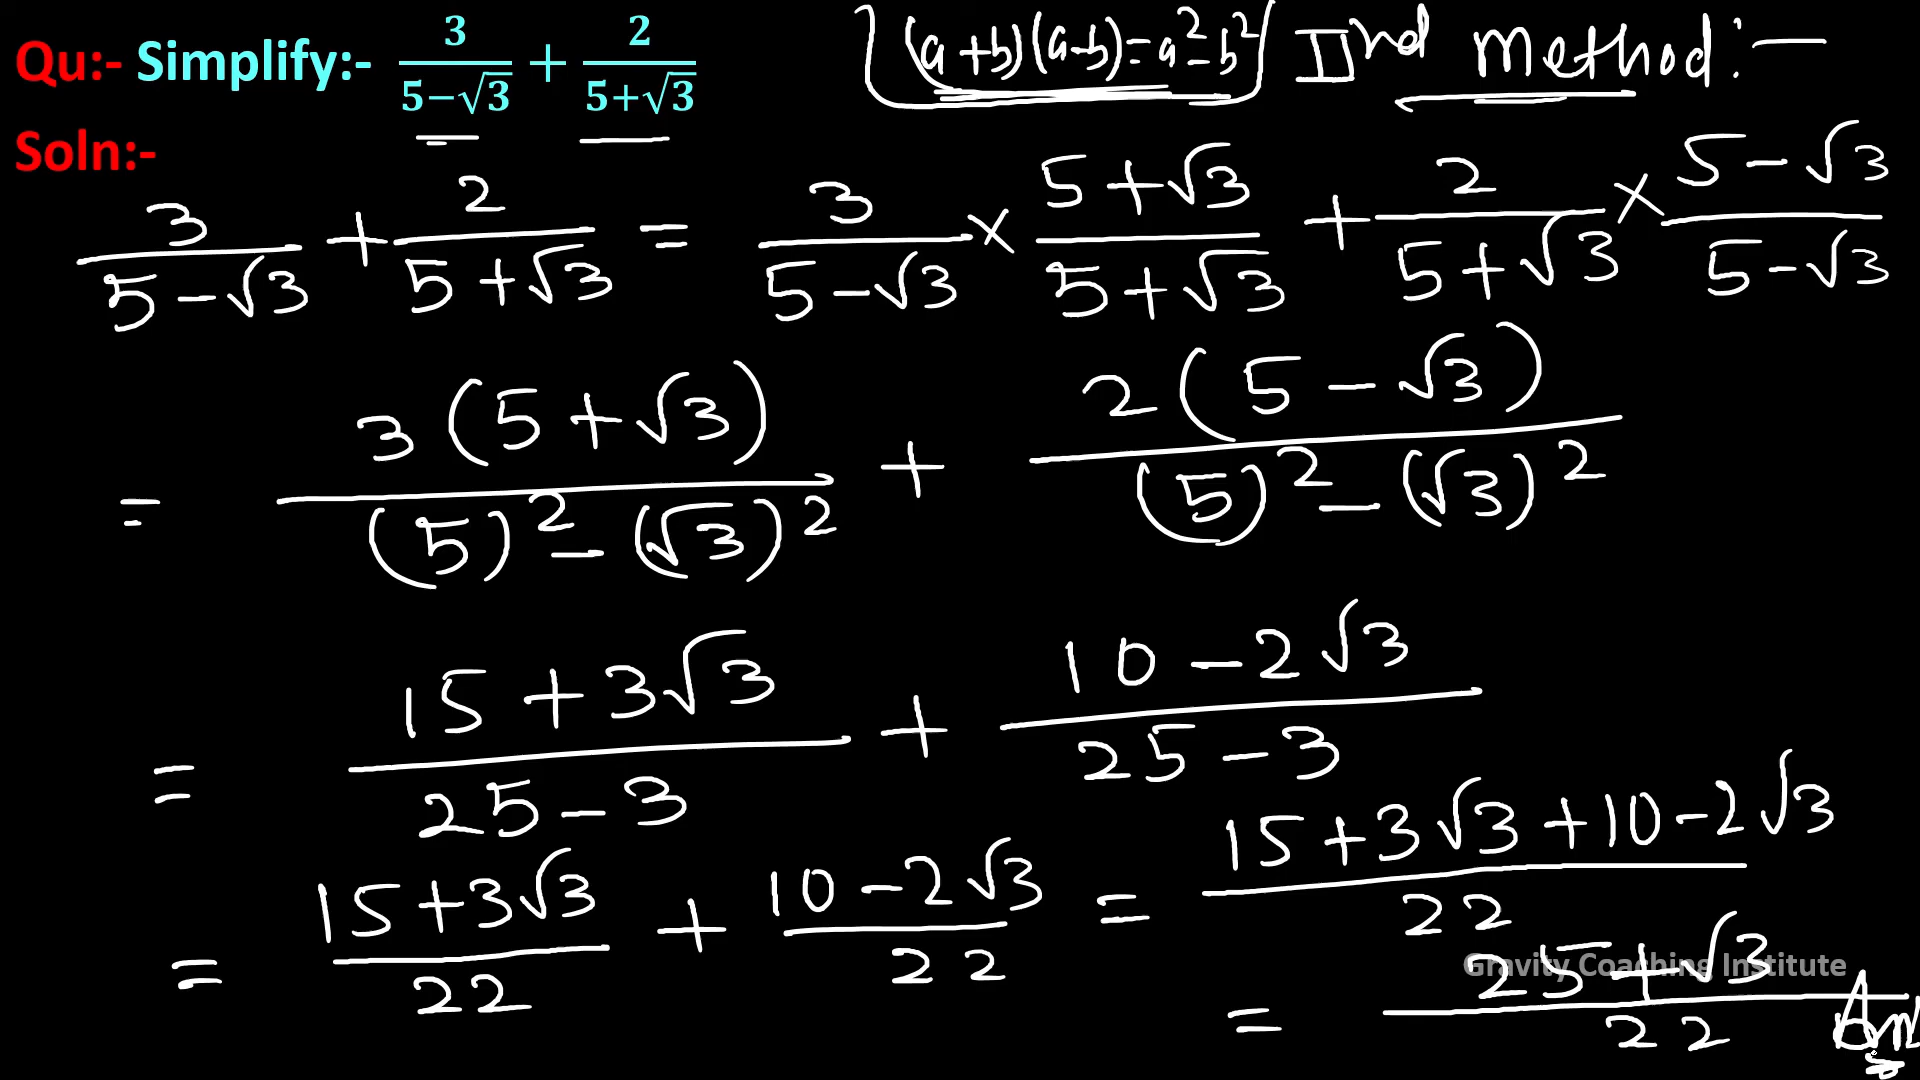 Qu:- Simplify:- 3/(5−√3) + 2/(5+√3)
[(a+b)(a-b)=a²-b²] IInd Method:-
Soln:-
3/(5-√3) + 2/(5+√3) = 3/(5-√3) × (5+√3)/(5+√3) + 2/(5+√3) × (5-√3)/(5-√3)
= 3(5+√3)/((5)²-(√3)²) + 2(5-√3)/((5)²-(√3)²)
= (15+3√3)/(25-3) + (10-2√3)/(25-3)
= (15+3√3)/22 + (10-2√3)/22 = (15+3√3+10-2√3)/22
= (25+√3)/22 Ans
Gravity Coaching Institute